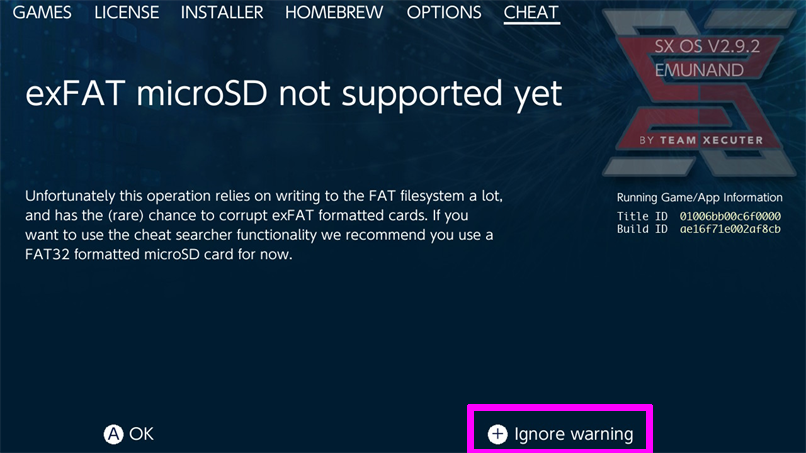 GAMES LICENSE INSTALLER HOMEBREW OPTIONS CHEAT
SX OS V2.9.2
EMUNAND
exFAT microSD not supported yet
BY TEAM XECUTER
Unfortunately this operation relies on writing to the FAT filesystem a lot,
and has the (rare) chance to corrupt exFAT formatted cards. If you
want to use the cheat searcher functionality we recommend you use a
FAT32 formatted microSD card for now.
Running Game/App Information
Title ID 01006bb00c6f0000
Build ID ae16f71e002af8cb
A OK
+ Ignore warning